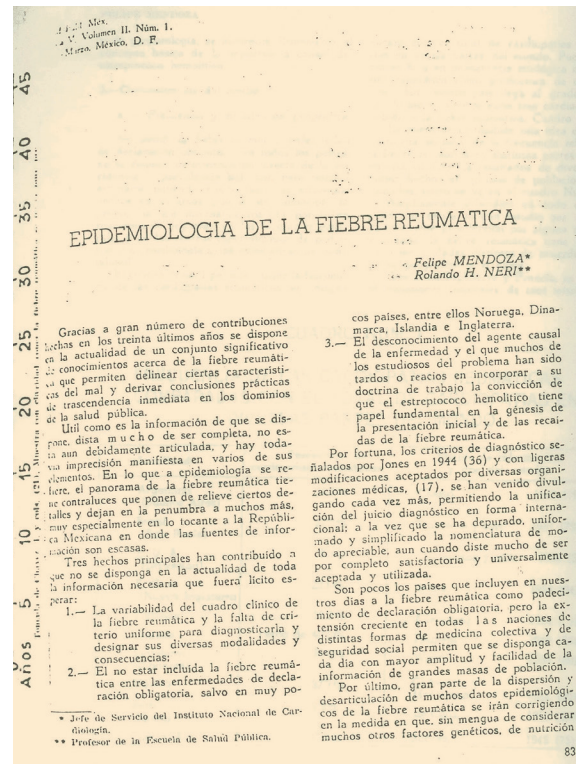 Méx.
Volumen II. Núm. 1.
Marzo. México, D. F.
EPIDEMIOLOGIA DE LA FIEBRE REUMATICA
Felipe MENDOZA*
Rolando H. NERI**
Gracias a gran número de contribuciones
hechas en los treinta últimos años se dispone
en la actualidad de un conjunto significativo
de conocimientos acerca de la fiebre reumáti-
ca que permiten delinear ciertas característi-
cas del mal y derivar conclusiones prácticas
de trascendencia inmediata en los dominios
de la salud pública.
Util como es la información de que se dis-
pone, dista mucho de ser completa, no es-
tá aun debidamente articulada, y hay toda-
vía imprecisión manifiesta en varios de sus
elementos. En lo que a epidemiología se re-
fiere, el panorama de la fiebre reumática tie-
ne contraluces que ponen de relieve ciertos de-
talles y dejan en la penumbra a muchos más,
muy especialmente en lo tocante a la Repúbli-
ca Mexicana en donde las fuentes de infor-
mación son escasas.
Tres hechos principales han contribuído a
que no se disponga en la actualidad de toda
la información necesaria que fuera lícito es-
perar:
1.— La variabilidad del cuadro clínico de
la fiebre reumática y la falta de cri-
terio uniforme para diagnosticarla y
designar sus diversas modalidades y
consecuencias;
2.— El no estar incluída la fiebre reumá-
tica entre las enfermedades de decla-
ración obligatoria, salvo en muy po-
* Jefe de Servicio del Instituto Nacional de Car-
diología.
** Profesor de la Escuela de Salud Pública.
cos países, entre ellos Noruega, Dina-
marca, Islandia e Inglaterra.
3.— El desconocimiento del agente causal
de la enfermedad y el que muchos de
los estudiosos del problema han sido
tardos o reacios en incorporar a su
doctrina de trabajo la convicción de
que el estreptococo hemolítico tiene
papel fundamental en la génesis de
la presentación inicial y de las recaí-
das de la fiebre reumática.
Por fortuna, los criterios de diagnóstico se-
ñalados por Jones en 1944 (36) y con ligeras
modificaciones aceptados por diversas organi-
zaciones médicas, (17), se han venido divul-
gando cada vez más, permitiendo la unifica-
ción del juicio diagnóstico en forma interna-
cional: a la vez que se ha depurado, unifor-
mado y simplificado la nomenclatura de mo-
do apreciable, aun cuando diste mucho de ser
por completo satisfactoria y universalmente
aceptada y utilizada.
Son pocos los países que incluyen en nues-
tros días a la fiebre reumática como padeci-
miento de declaración obligatoria, pero la ex-
tensión creciente en todas las naciones de
distintas formas de medicina colectiva y de
seguridad social permiten que se disponga ca-
da día con mayor amplitud y facilidad de la
información de grandes masas de población.
Por último, gran parte de la dispersión y
desarticulación de muchos datos epidemiológi-
cos de la fiebre reumática se irán corrigiendo
en la medida en que, sin mengua de considerar
muchos otros factores genéticos, de nutrición
83
Años 5 10 15 20 25 30 35 40 45